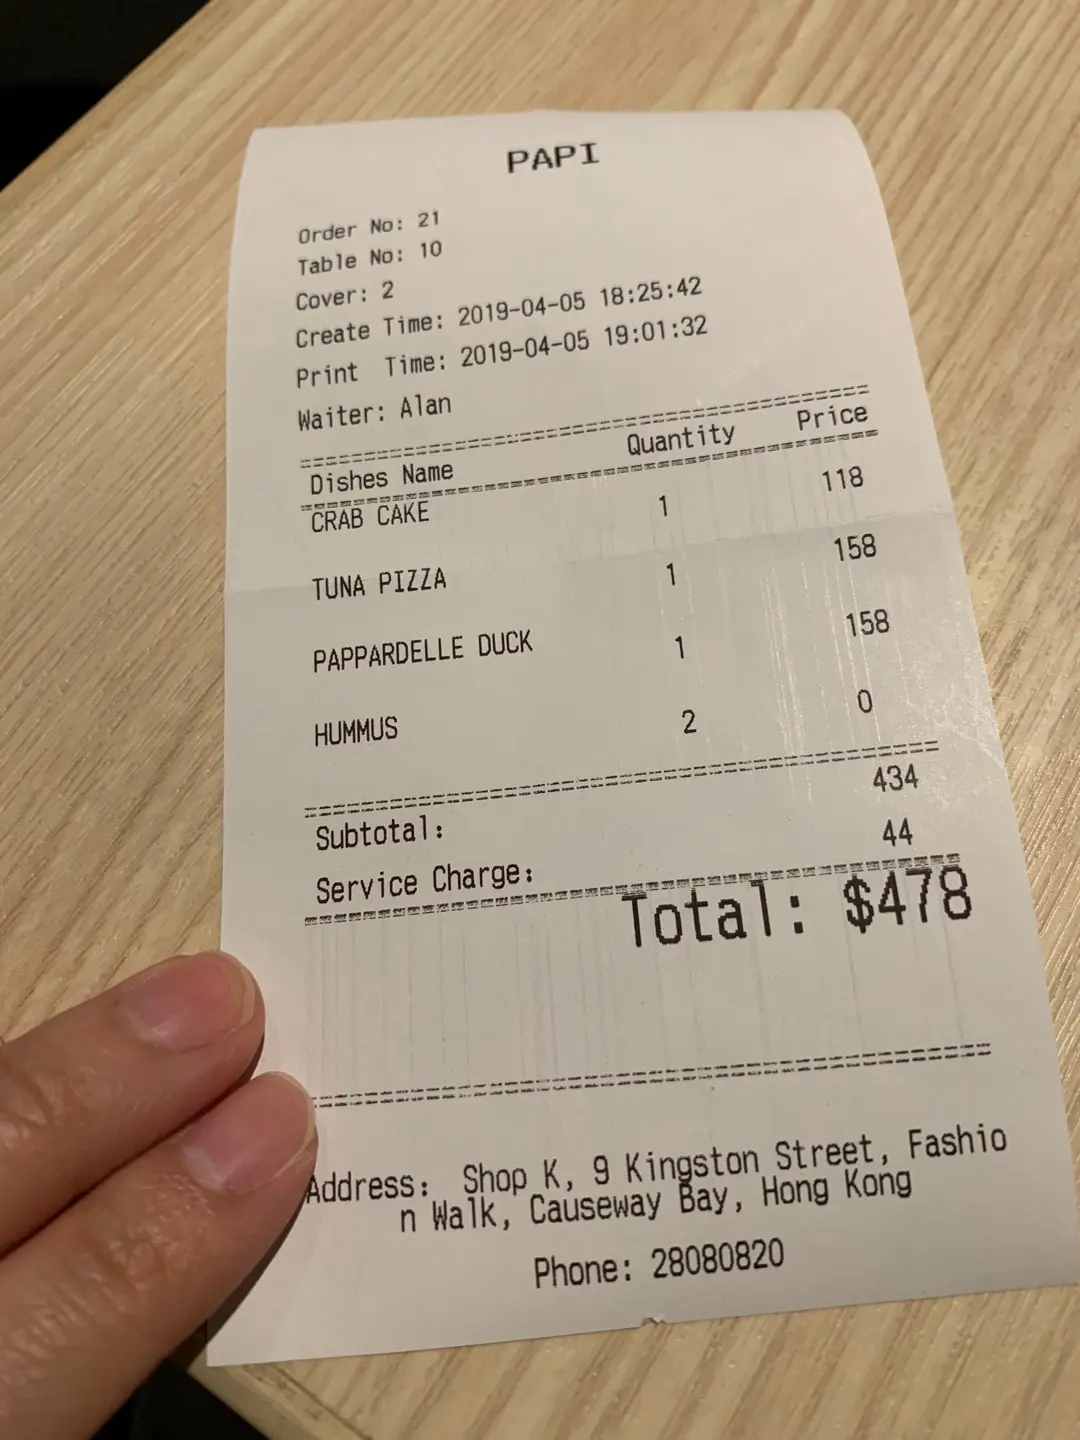 PAPI
Order No: 21
Table No: 10
Cover: 2
Create Time: 2019-04-05 18:25:42
Print Time: 2019-04-05 19:01:32
Waiter: Alan
Dishes Name Quantity Price
CRAB CAKE 1 118
TUNA PIZZA 1 158
PAPPARDELLE DUCK 1 158
HUMMUS 2 0
Subtotal: 434
Service Charge: 44
Total: $478
Address: Shop K, 9 Kingston Street, Fashio
n Walk, Causeway Bay, Hong Kong
Phone: 28080820